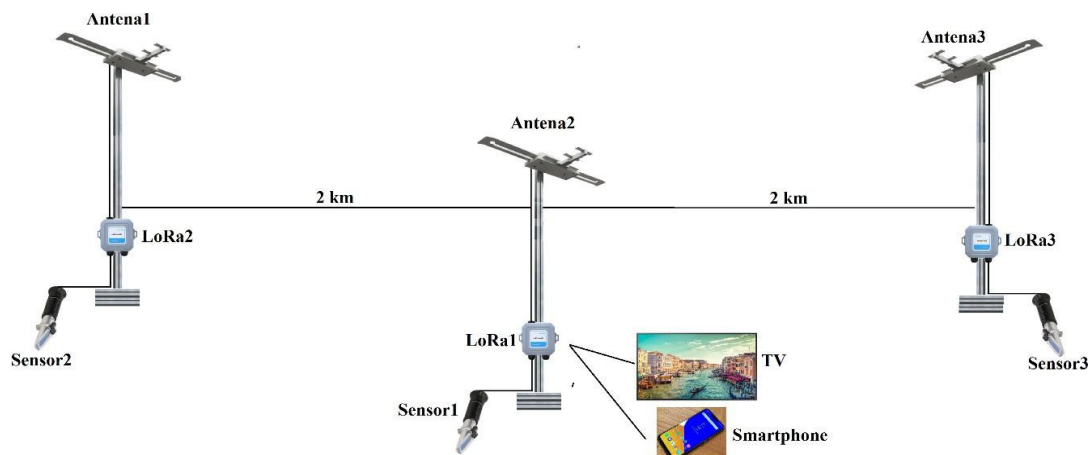 Antena1
Antena3
Antena2
2 km
2 km
LoRa2
LoRa3
LoRa1
Sensor2
TV
Sensor3
Sensor1
Smartphone